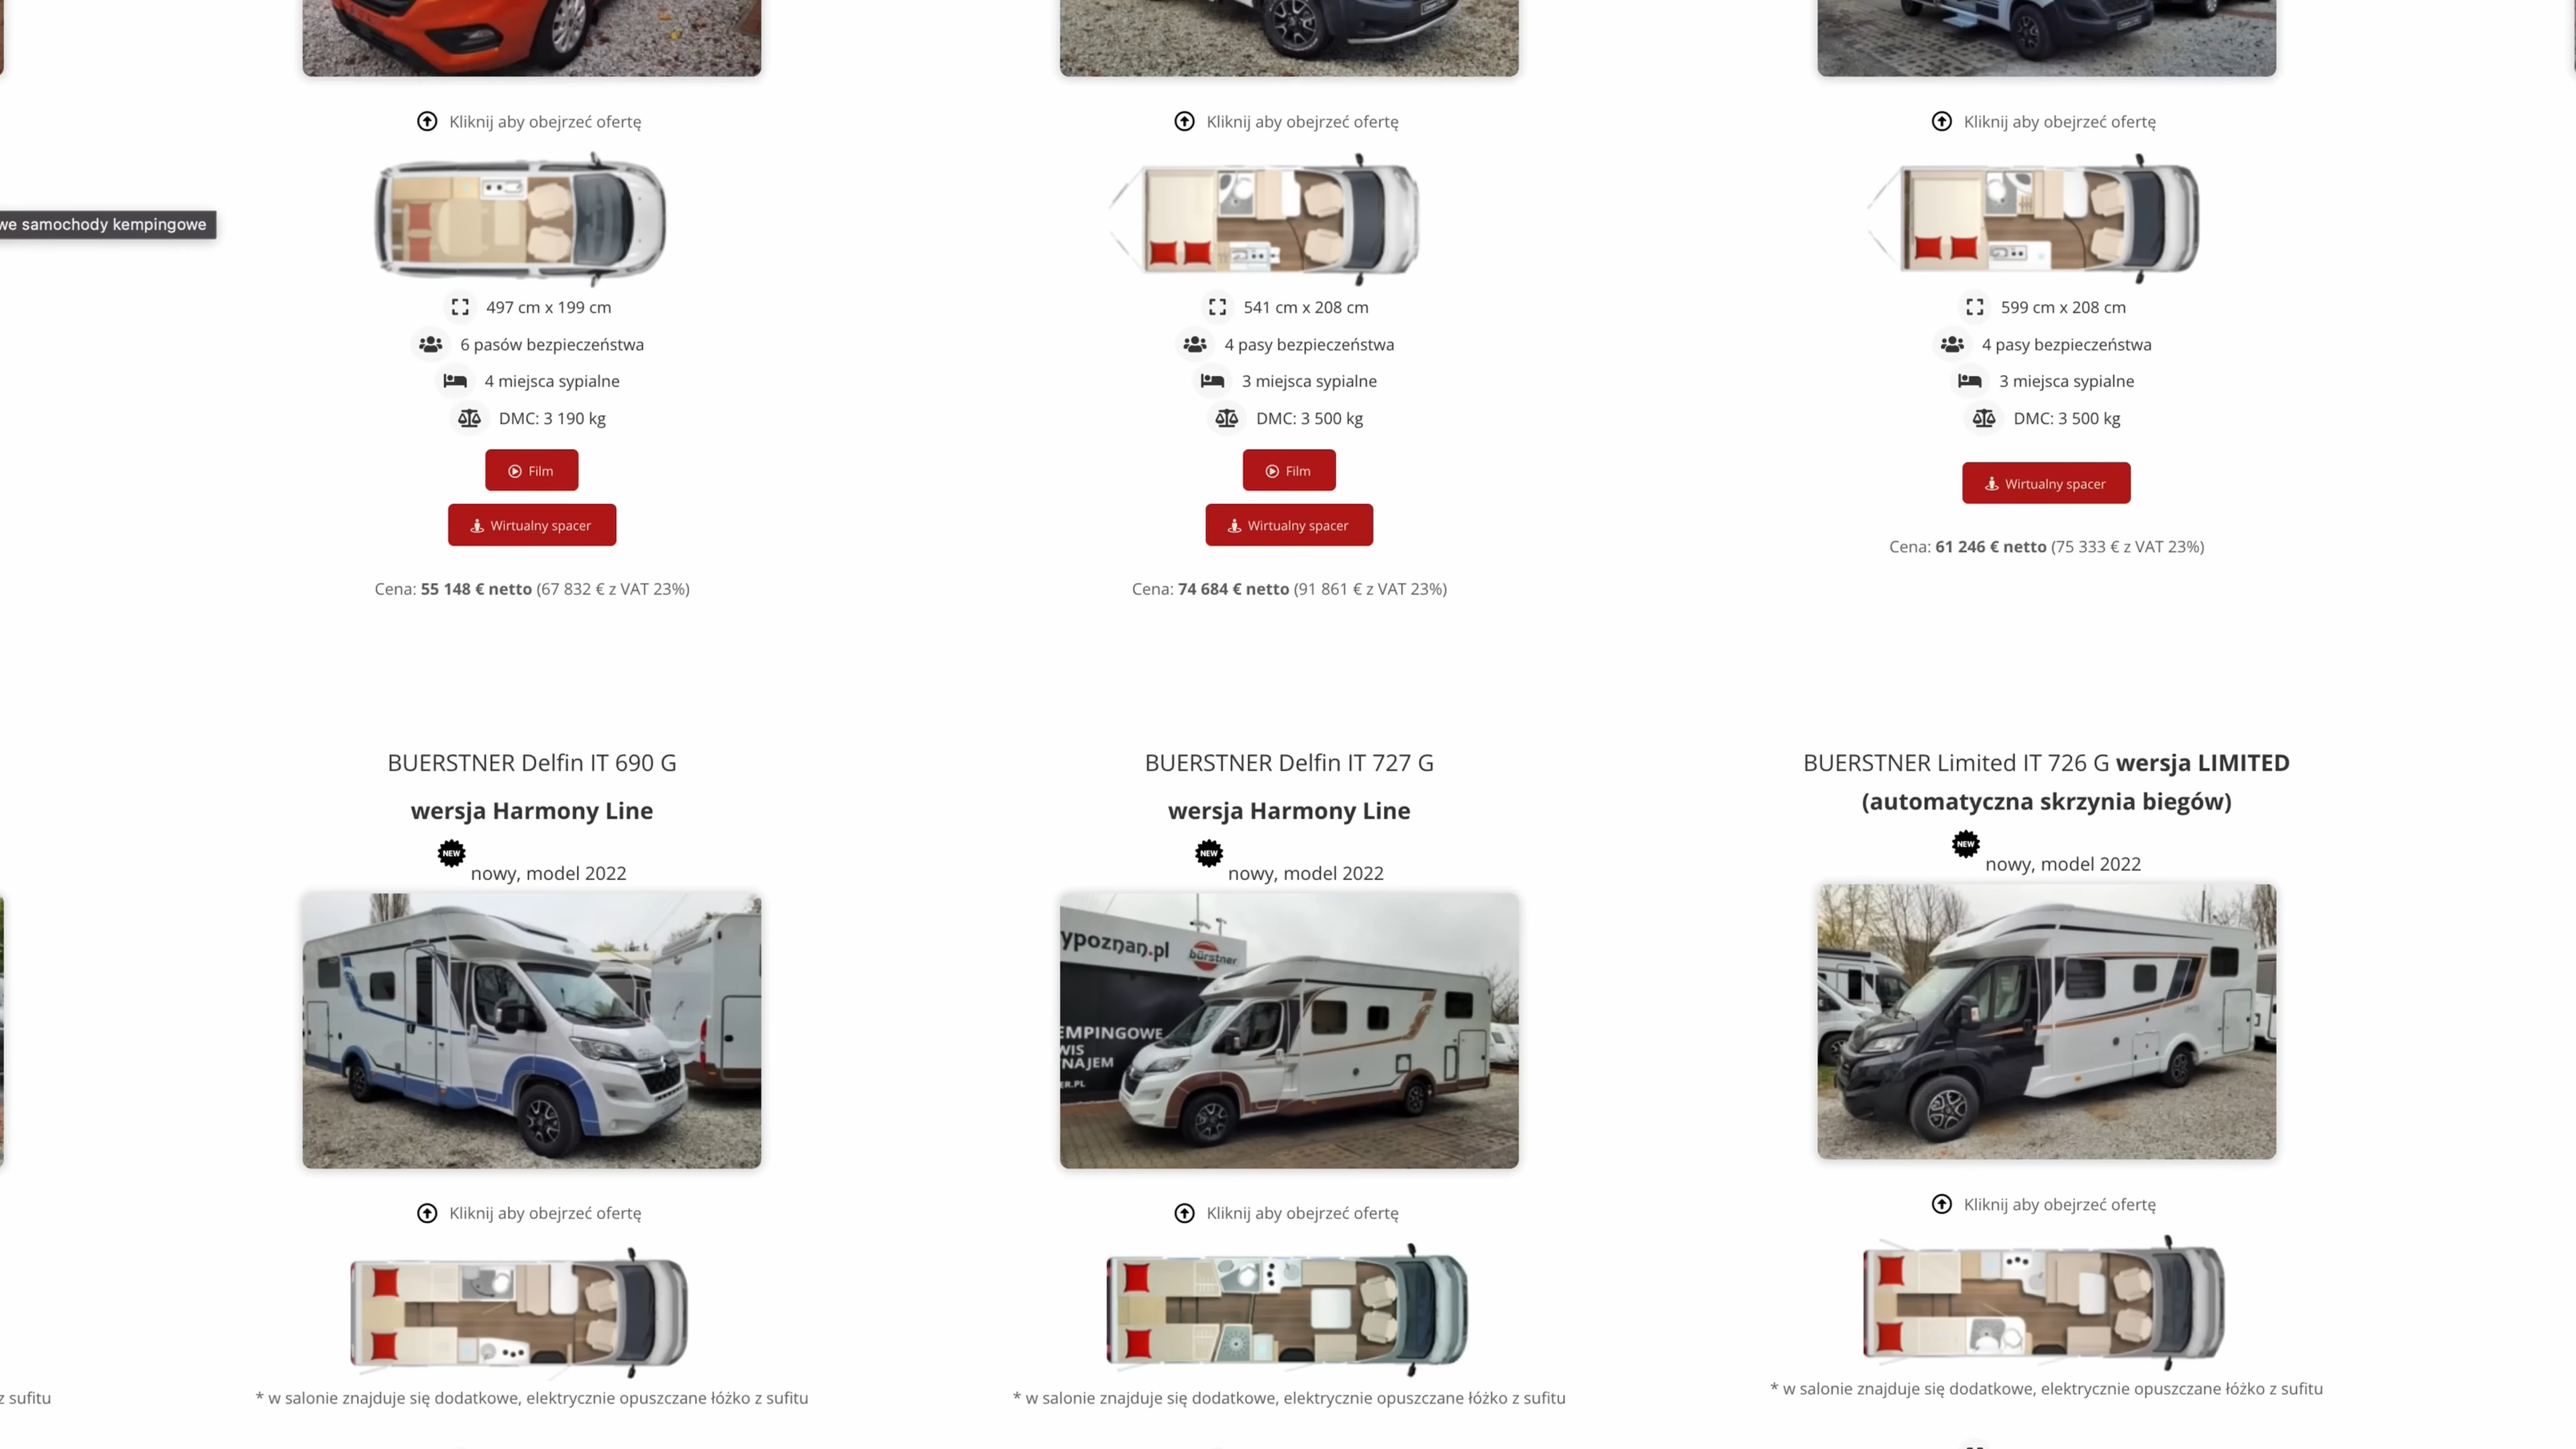 Kliknij aby obejrzeć ofertę
Kliknij aby obejrzeć ofertę
Kliknij aby obejrzeć ofertę
we samochody kempingowe
497 cm x 199 cm
6 pasów bezpieczeństwa
4 miejsca sypialne
DMC: 3 190 kg
Film
Wirtualny spacer
Cena: 55 148 € netto (67 832 € z VAT 23%)
541 cm x 208 cm
4 pasy bezpieczeństwa
3 miejsca sypialne
DMC: 3 500 kg
Film
Wirtualny spacer
Cena: 74 684 € netto (91 861 € z VAT 23%)
599 cm x 208 cm
4 pasy bezpieczeństwa
3 miejsca sypialne
DMC: 3 500 kg
Wirtualny spacer
Cena: 61 246 € netto (75 333 € z VAT 23%)
BUERSTNER Delfin IT 690 G
wersja Harmony Line
NEW
nowy, model 2022
Kliknij aby obejrzeć ofertę
* w salonie znajduje się dodatkowe, elektrycznie opuszczane łóżko z sufitu
BUERSTNER Delfin IT 727 G
wersja Harmony Line
NEW
nowy, model 2022
ypoznan.pl
bürstner
EMPINGOWE
WIS
NAJEM
ER.PL
Kliknij aby obejrzeć ofertę
* w salonie znajduje się dodatkowe, elektrycznie opuszczane łóżko z sufitu
BUERSTNER Limited IT 726 G wersja LIMITED
(automatyczna skrzynia biegów)
NEW
nowy, model 2022
Kliknij aby obejrzeć ofertę
* w salonie znajduje się dodatkowe, elektrycznie opuszczane łóżko z sufitu
z sufitu